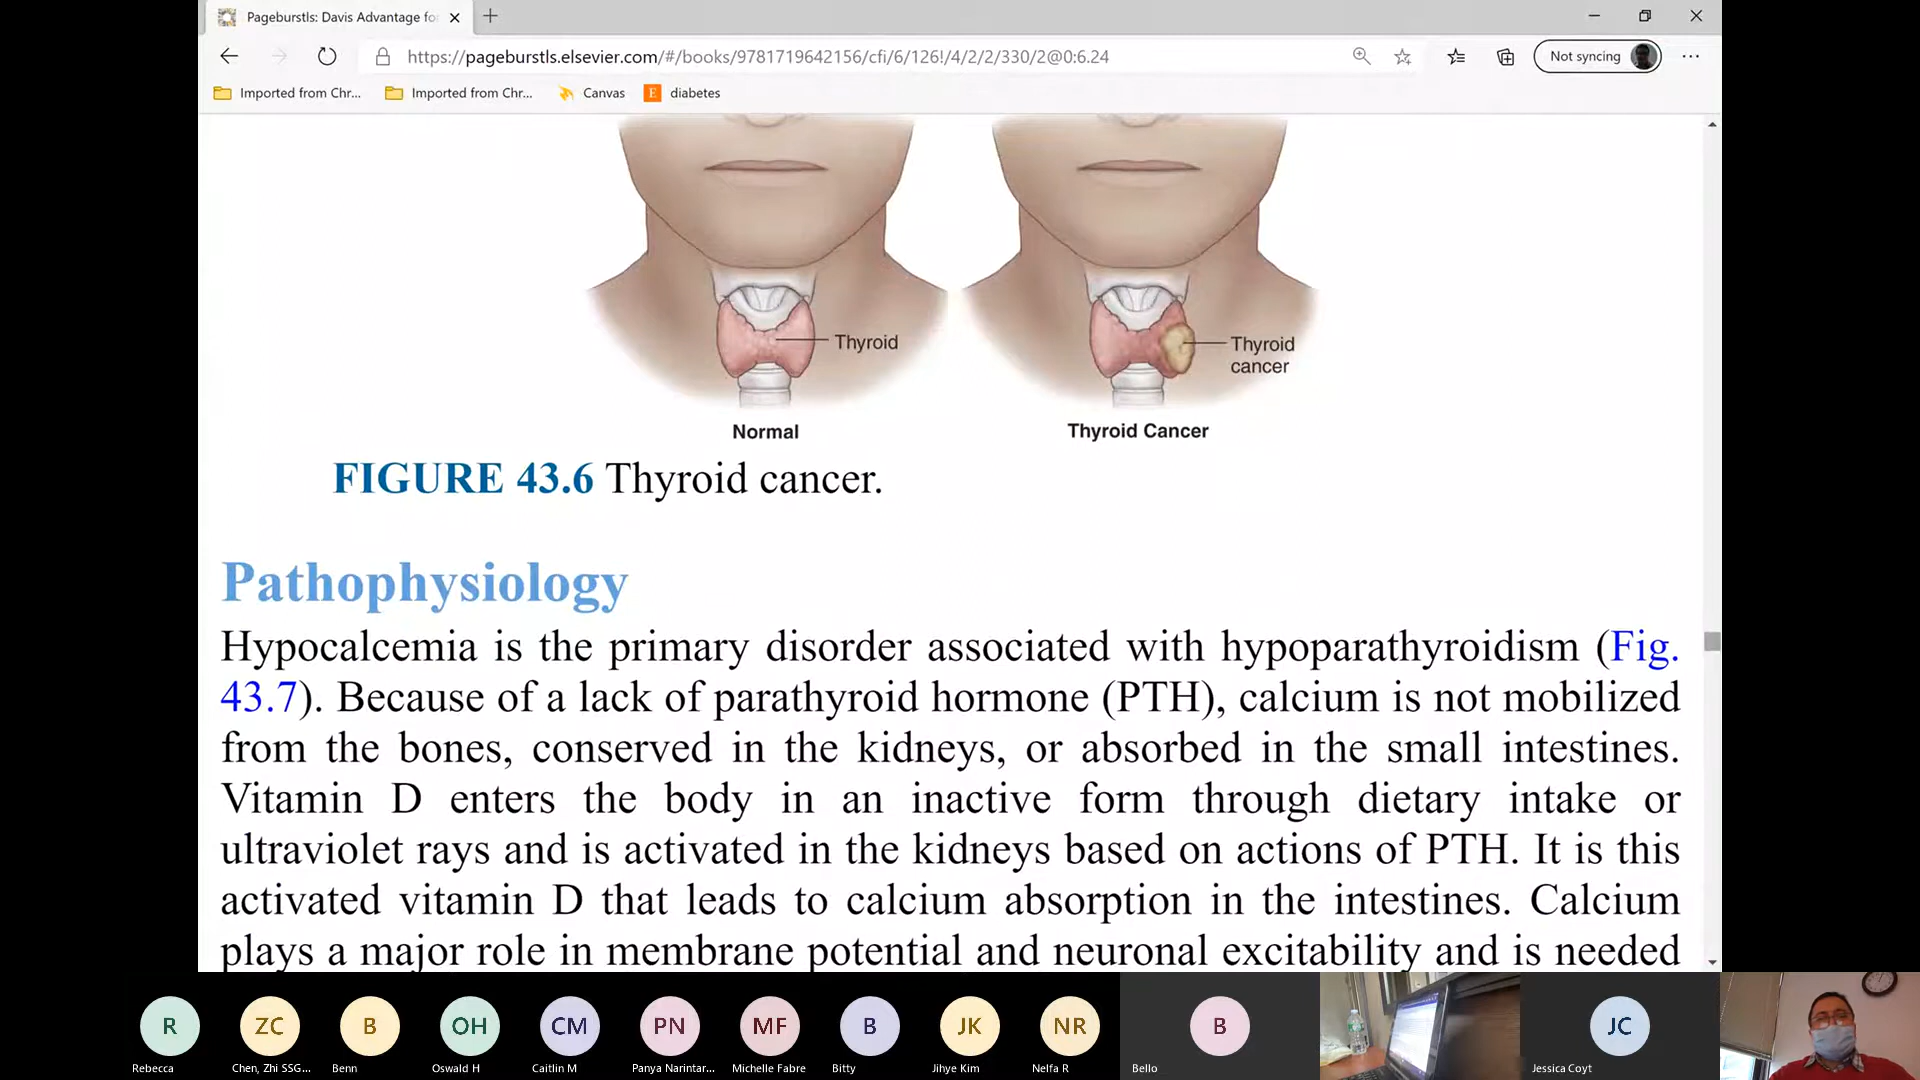 Pageburstls: Davis Advantage fo
https://pageburstls.elsevier.com/#/books/9781719642156/cfi/6/126!/4/2/2/330/2@0:6.24
Not syncing
Imported from Chr...
Imported from Chr...
Canvas
E
diabetes
Thyroid
Thyroid
cancer
Normal
Thyroid Cancer
FIGURE 43.6 Thyroid cancer.
Pathophysiology
Hypocalcemia is the primary disorder associated with hypoparathyroidism (Fig.
43.7). Because of a lack of parathyroid hormone (PTH), calcium is not mobilized
from the bones, conserved in the kidneys, or absorbed in the small intestines.
Vitamin D enters the body in an inactive form through dietary intake or
ultraviolet rays and is activated in the kidneys based on actions of PTH. It is this
activated vitamin D that leads to calcium absorption in the intestines. Calcium
plays a major role in membrane potential and neuronal excitability and is needed
R ZC B OH CM PN MF B JK NR B JC
Rebecca Chen, Zhi SSG... Benn Oswald H Caitlin M Panya Narintar... Michelle Fabre Bitty Jihye Kim Nelfa R Bello Jessica Coyt